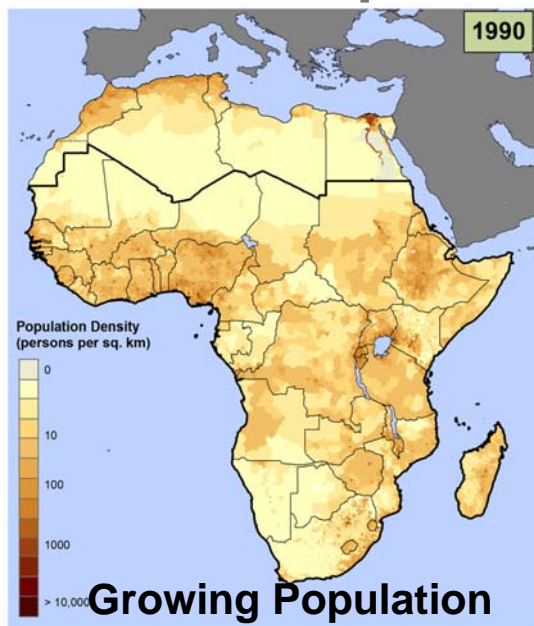 1990
Population Density
(persons per sq. km)
0
10
100
1000
> 10,000
Growing Population